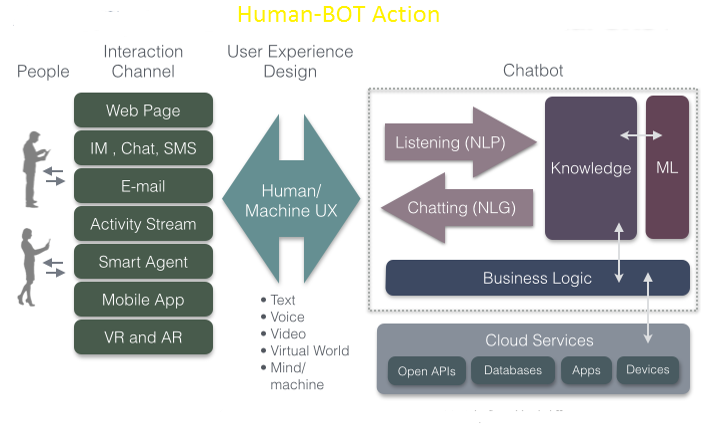 Human-BOT Action
People
Interaction
Channel
User Experience
Design
Chatbot
Web Page
IM , Chat, SMS
E-mail
Activity Stream
Smart Agent
Mobile App
VR and AR
Human/
Machine UX
• Text
• Voice
• Video
• Virtual World
• Mind/
machine
Listening (NLP)
Chatting (NLG)
Knowledge
ML
Business Logic
Cloud Services
Open APIs
Databases
Apps
Devices